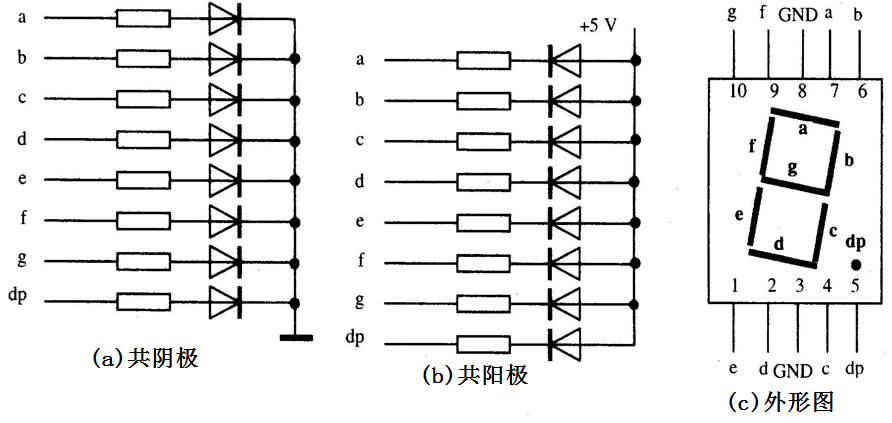 a
b
c
d
e
f
g
dp
(a)共阴极
+5 V
a
b
c
d
e
f
g
dp
(b)共阳极
g f GND a b
10 9 8 7 6
a
f
b
g
e
c
d
dp
1 2 3 4 5
e d GND c dp
(c)外形图